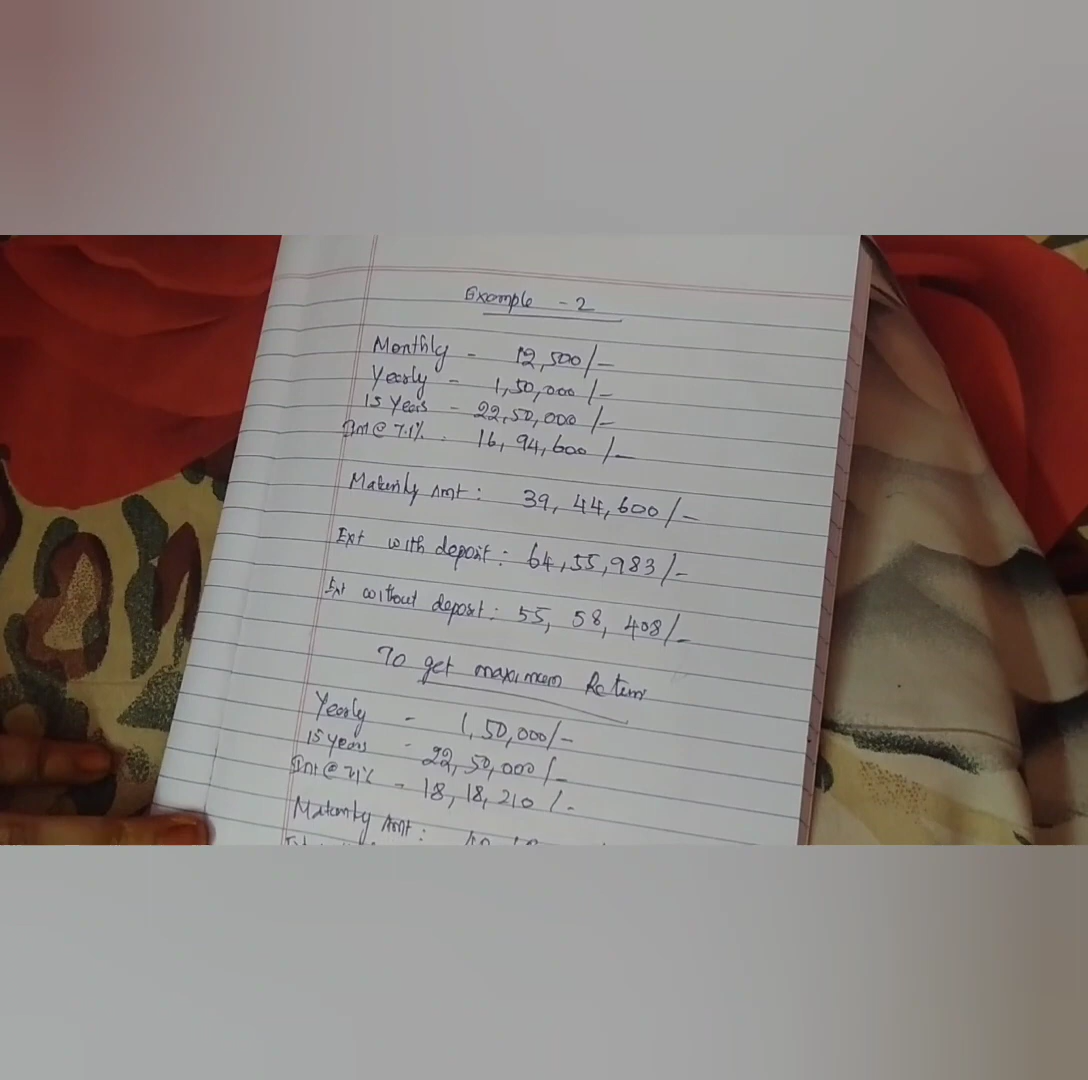 Example - 2
Monthly - 12,500/-
Yearly - 1,50,000/-
15 Years - 22,50,000/-
Int @ 7.1% - 16,94,600/-
Maturity Amt : 39,44,600/-
Ext with deposit : 64,55,983/-
Ext without deposit : 55,58,408/-
To get maximum Return
Yearly - 1,50,000/-
15 years - 22,50,000/-
Int @ 7.1% - 18,18,210/-
Maturity Amt :